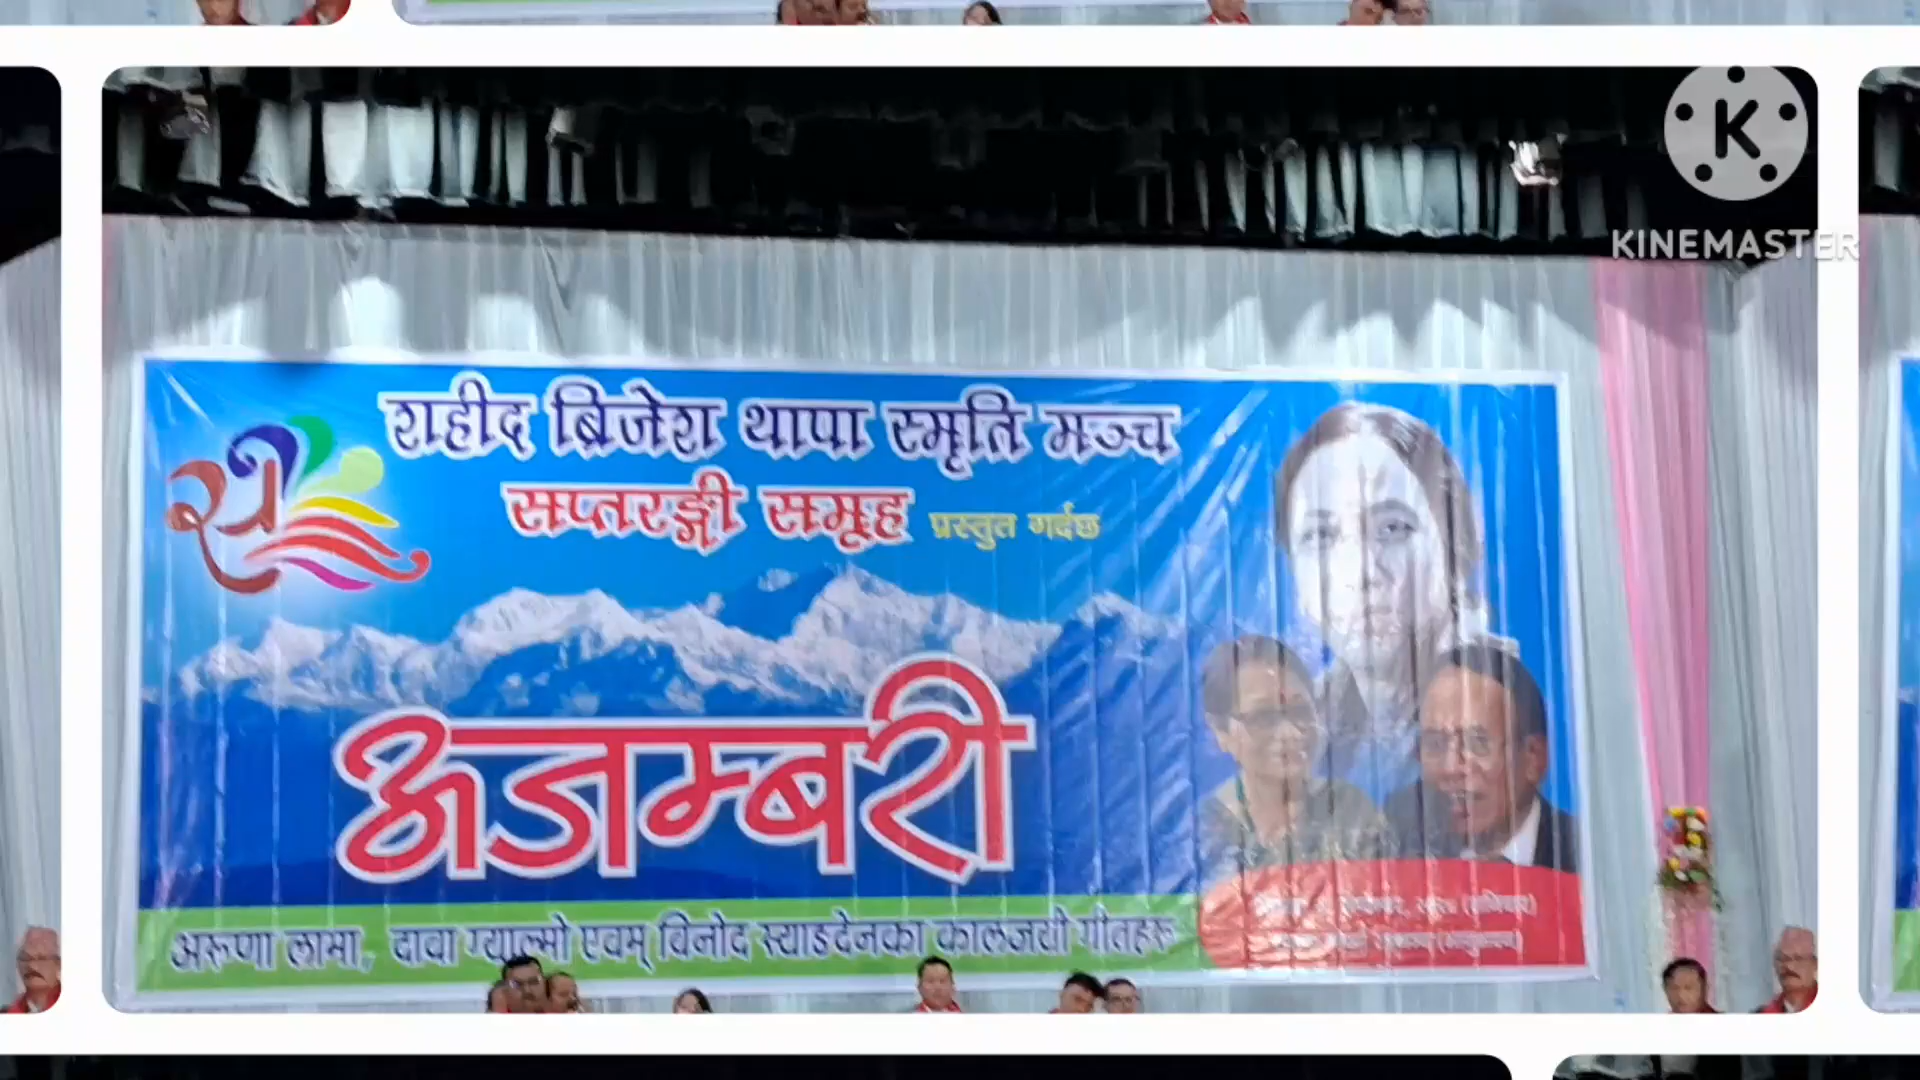 K
KINEMASTER
शहीद ब्रिजेश थापा स्मृति मञ्च
सप्तरङ्गी समूह प्रस्तुत गर्दछ
स
अजम्बरी
अरूणा लामा, दावा ग्याल्मो एवम् विनोद स्याङदेनका कालजयी गीतहरू